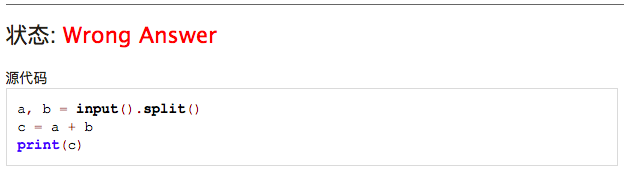 状态: Wrong Answer
源代码
a, b = input().split()
c = a + b
print(c)